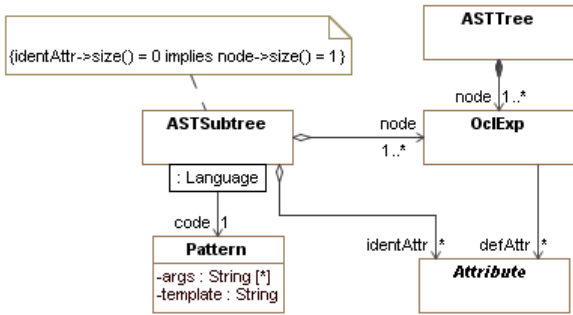 ASTTree
{identAttr->size() = 0 implies node->size() = 1}
node 1..*
ASTSubtree
node
1..*
OclExp
: Language
code 1
identAttr *
defAttr *
Pattern
-args : String [*]
-template : String
Attribute